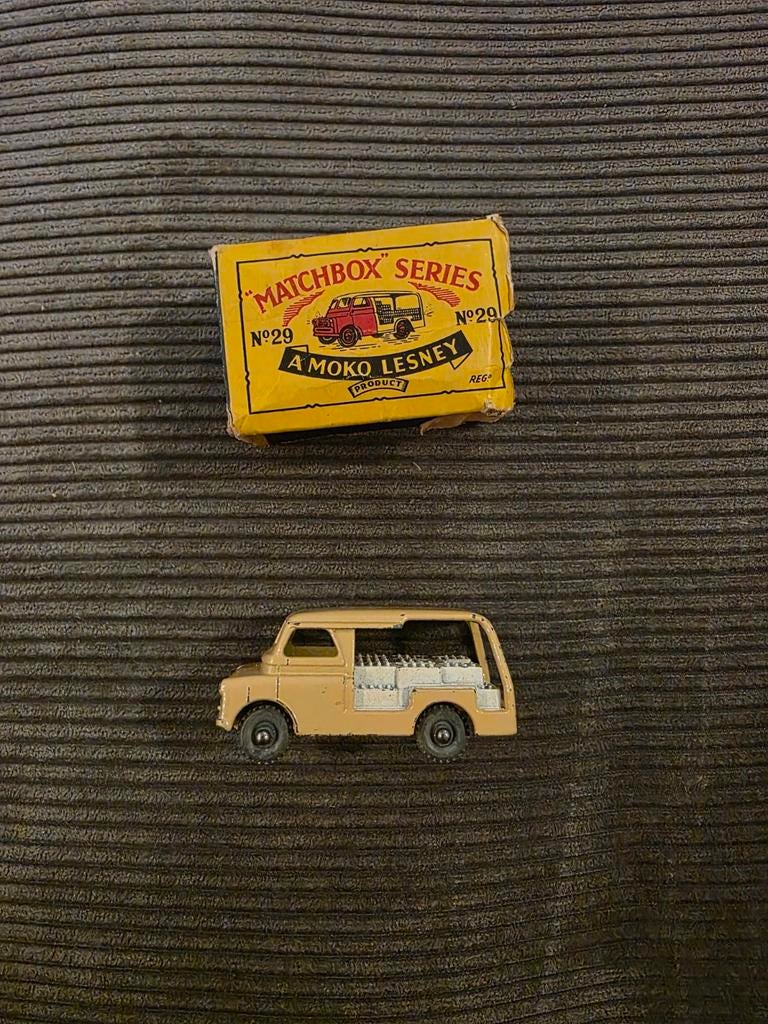 "MATCHBOX" SERIES
Nº29 Nº29
A MOKO LESNEY
PRODUCT
REGD